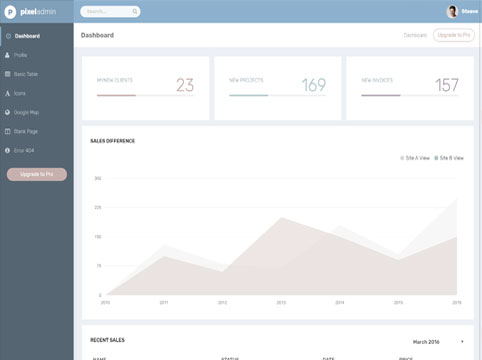 pixeladmin
Search...
Steave
Dashboard
Profile
Basic Table
Icons
Google Map
Blank Page
Error 404
Upgrade to Pro
Dashboard
Dashboard
Upgrade to Pro
MYNEW CLIENTS
23
NEW PROJECTS
169
NEW INVOICES
157
SALES DIFFERENCE
Site A View
Site B View
300
225
150
75
0
2010
2011
2012
2013
2014
2015
2016
RECENT SALES
March 2016
NAME
STATUS
DATE
PRICE